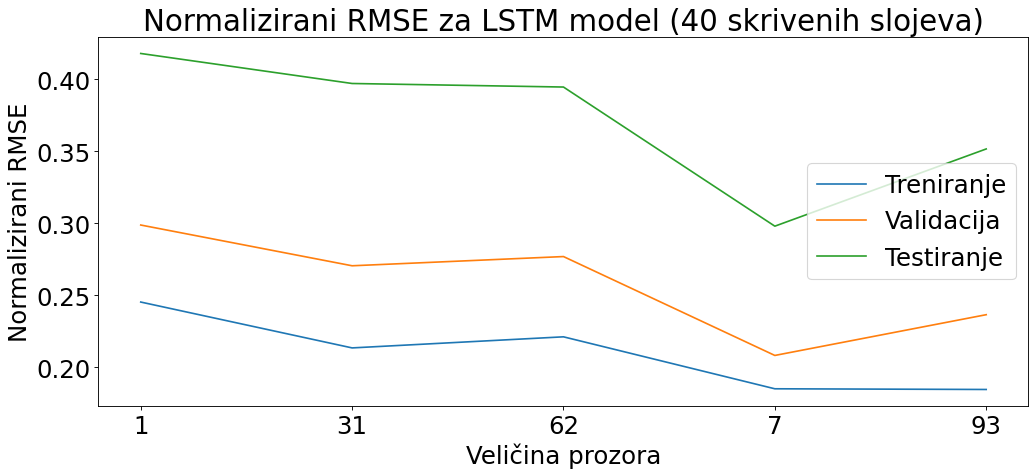 Normalizirani RMSE za LSTM model (40 skrivenih slojeva)
Normalizirani RMSE
0.40
0.35
0.30
0.25
0.20
Treniranje
Validacija
Testiranje
1 31 62 7 93
Veličina prozora